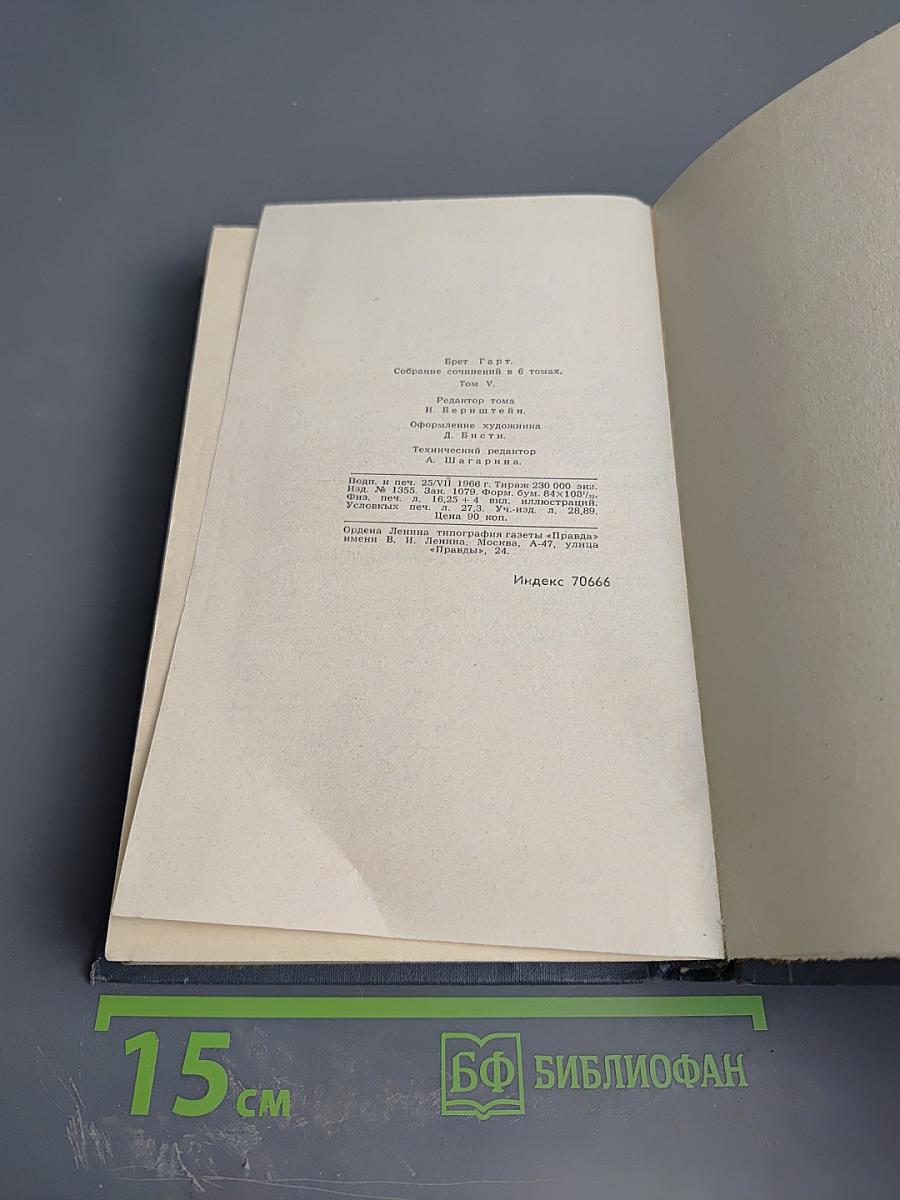 Брет Гарт.
Собрание сочинений в 6 томах.
Том V.
Редактор тома
И. Бернштейн.
Оформление художника
Д. Бисти.
Технический редактор
А. Шагарина.
Подп. к печ. 25/VII 1966 г. Тираж 230 000 экз.
Изд. № 1355. Зак. 1079. Форм. бум. 84×108¹/₃₂.
Физ. печ. л. 16,25 + 4 вкл. иллюстраций.
Условных печ. л. 27,3. Уч.-изд. л. 28,89.
Цена 90 коп.
Ордена Ленина типография газеты «Правда»
имени В. И. Ленина, Москва, А-47, улица
«Правды», 24.
Индекс 70666
15 см
БФ БИБЛИОФАН